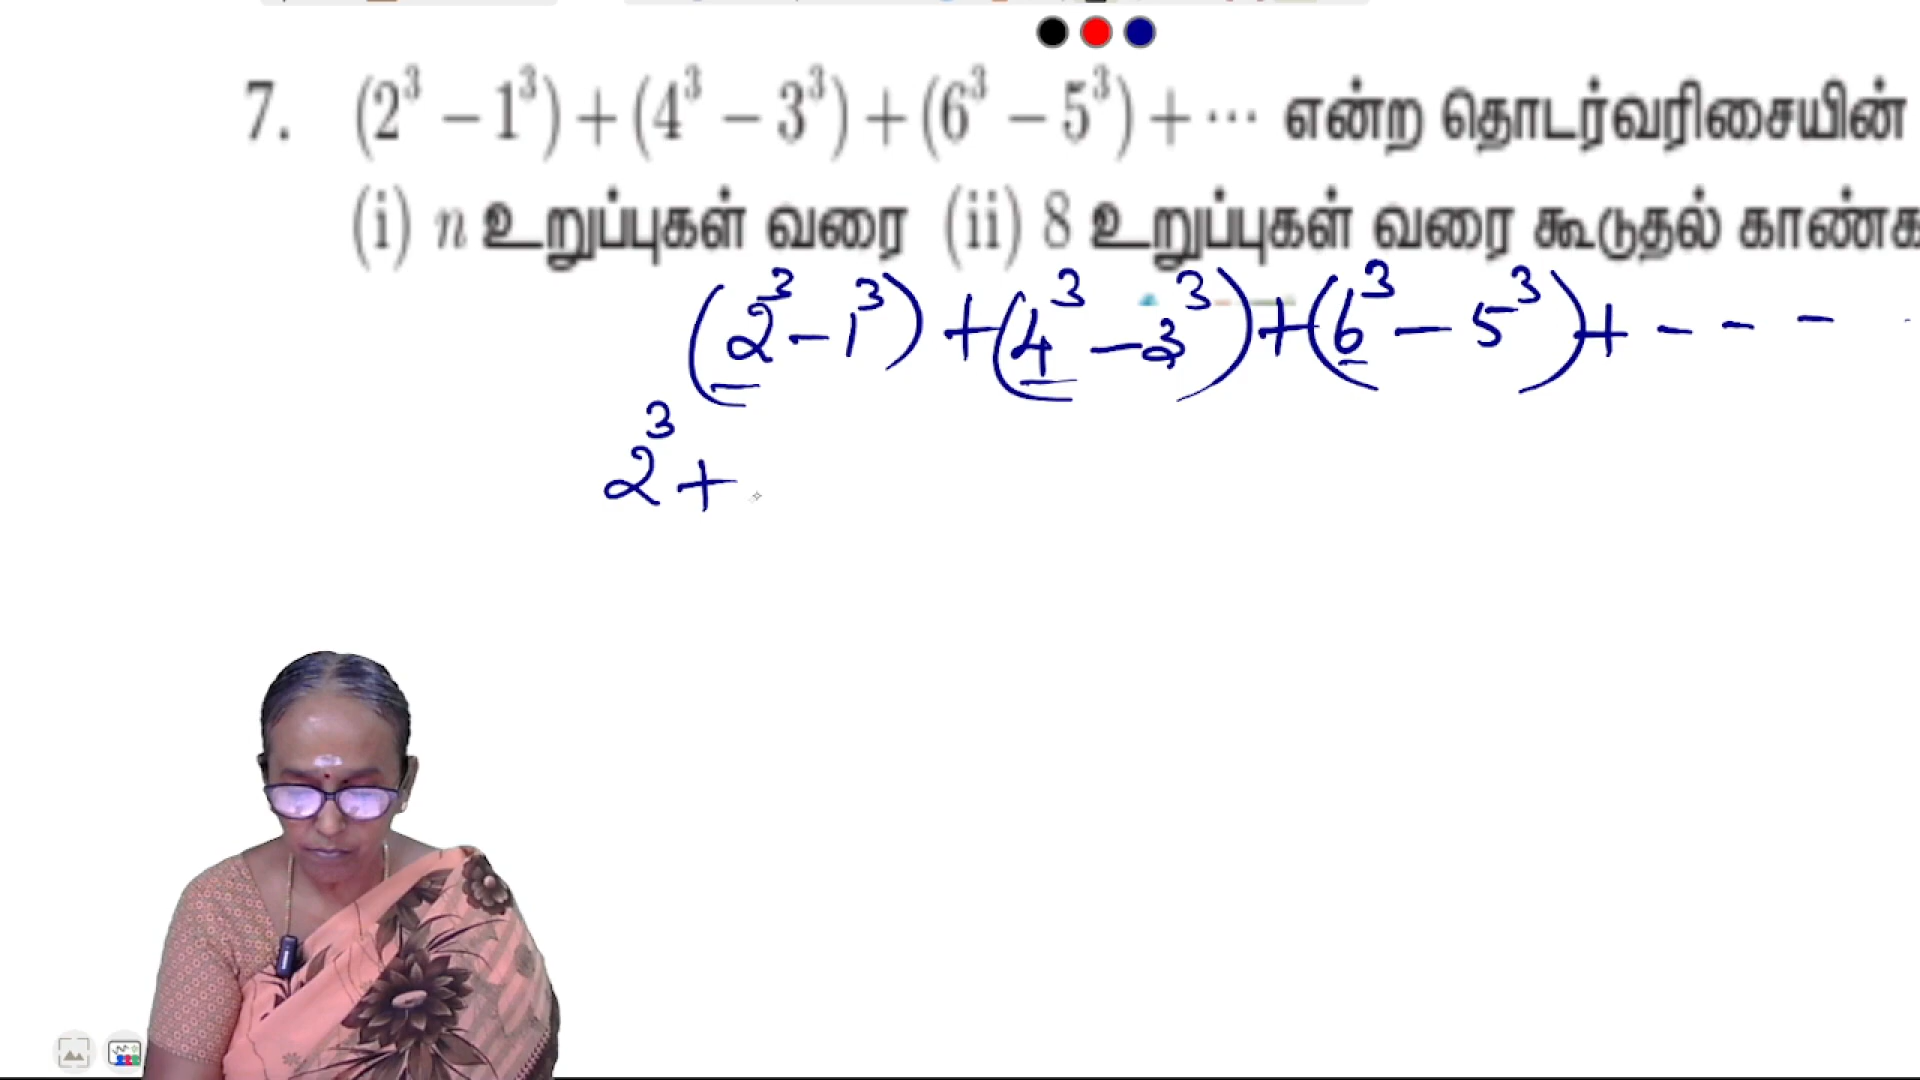 7. (2³ − 1³) + (4³ − 3³) + (6³ − 5³) + ⋯ என்ற தொடர்வரிசையின்
(i) n உறுப்புகள் வரை (ii) 8 உறுப்புகள் வரை கூடுதல் காண்க
(2³ − 1³) + (4³ − 3³) + (6³ − 5³) + - - -
2³ +